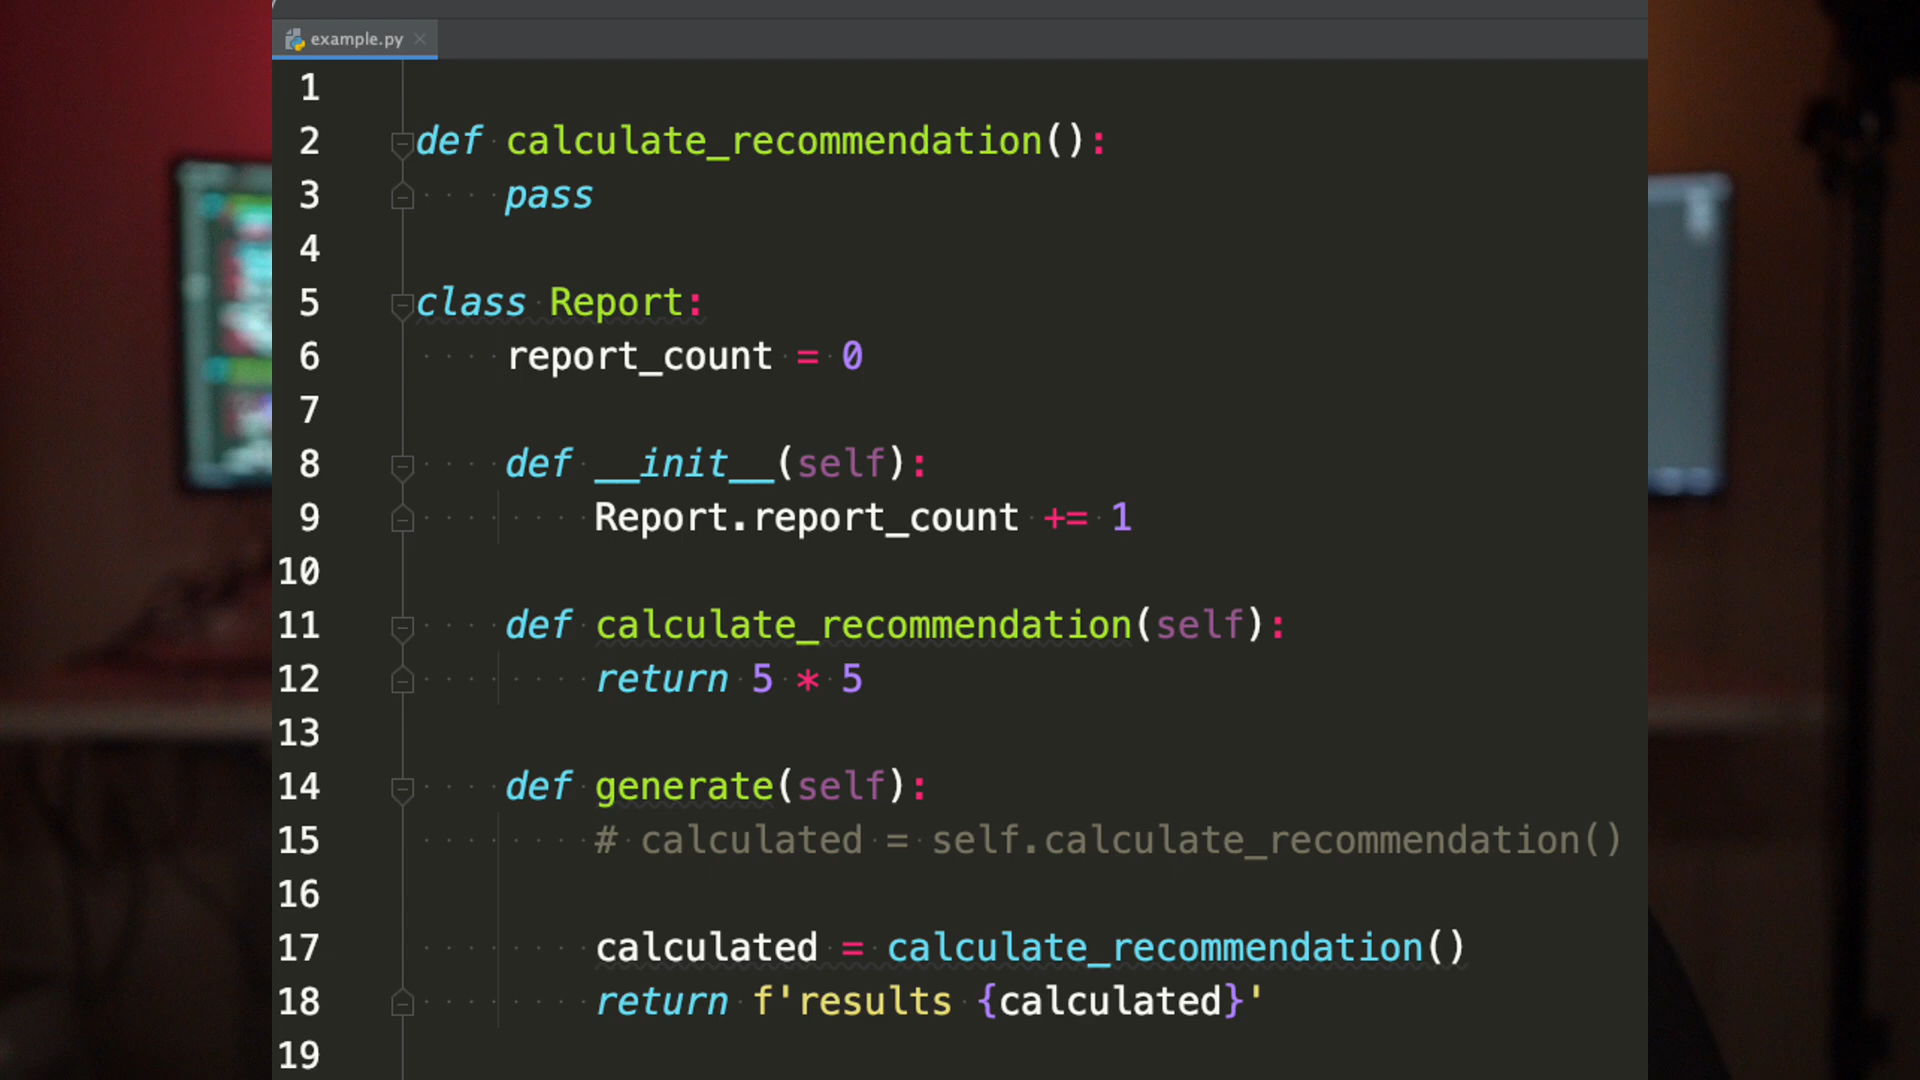 example.py
1
2 def calculate_recommendation():
3     pass
4
5 class Report:
6     report_count = 0
7
8     def __init__(self):
9         Report.report_count += 1
10
11     def calculate_recommendation(self):
12         return 5 * 5
13
14     def generate(self):
15         # calculated = self.calculate_recommendation()
16
17         calculated = calculate_recommendation()
18         return f'results {calculated}'
19